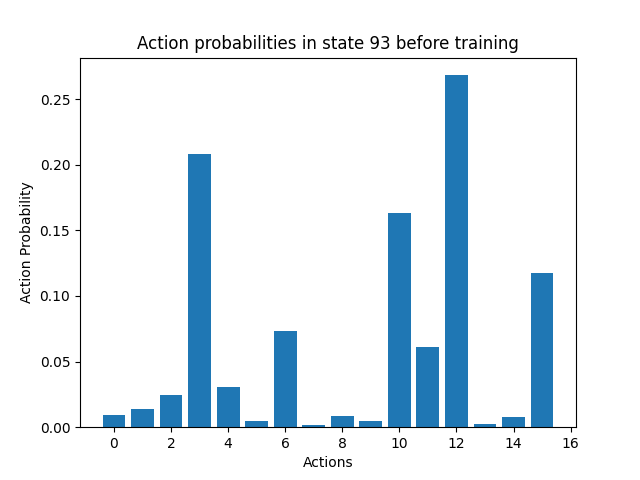 Action probabilities in state 93 before training
0.25
0.20
0.15
0.10
0.05
0.00
Action Probability
0 2 4 6 8 10 12 14 16
Actions